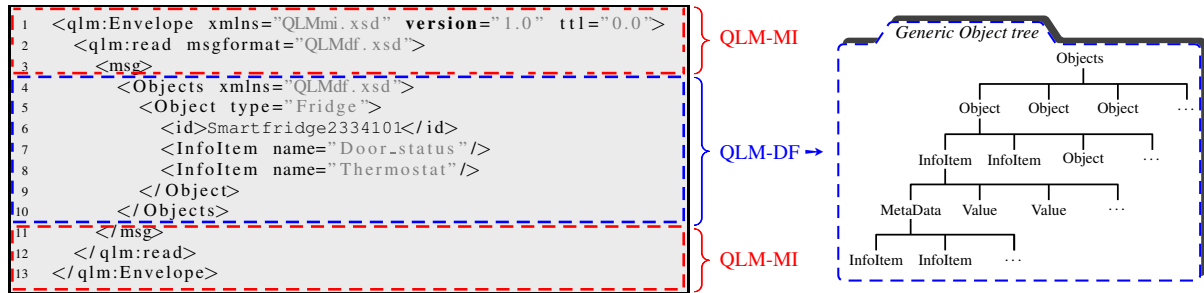 1 <qlm:Envelope xmlns="QLMmi.xsd" version="1.0" ttl="0.0">
2 <qlm:read msgformat="QLMdf.xsd">
3 <msg>
4 <Objects xmlns="QLMdf.xsd">
5 <Object type="Fridge">
6 <id>Smartfridge2334101</id>
7 <InfoItem name="Door_status"/>
8 <InfoItem name="Thermostat"/>
9 </Object>
10 </Objects>
11 </msg>
12 </qlm:read>
13 </qlm:Envelope>
QLM-MI
QLM-DF
QLM-MI
Generic Object tree
Objects
Object Object Object ...
InfoItem InfoItem Object ...
MetaData Value Value ...
InfoItem InfoItem ...